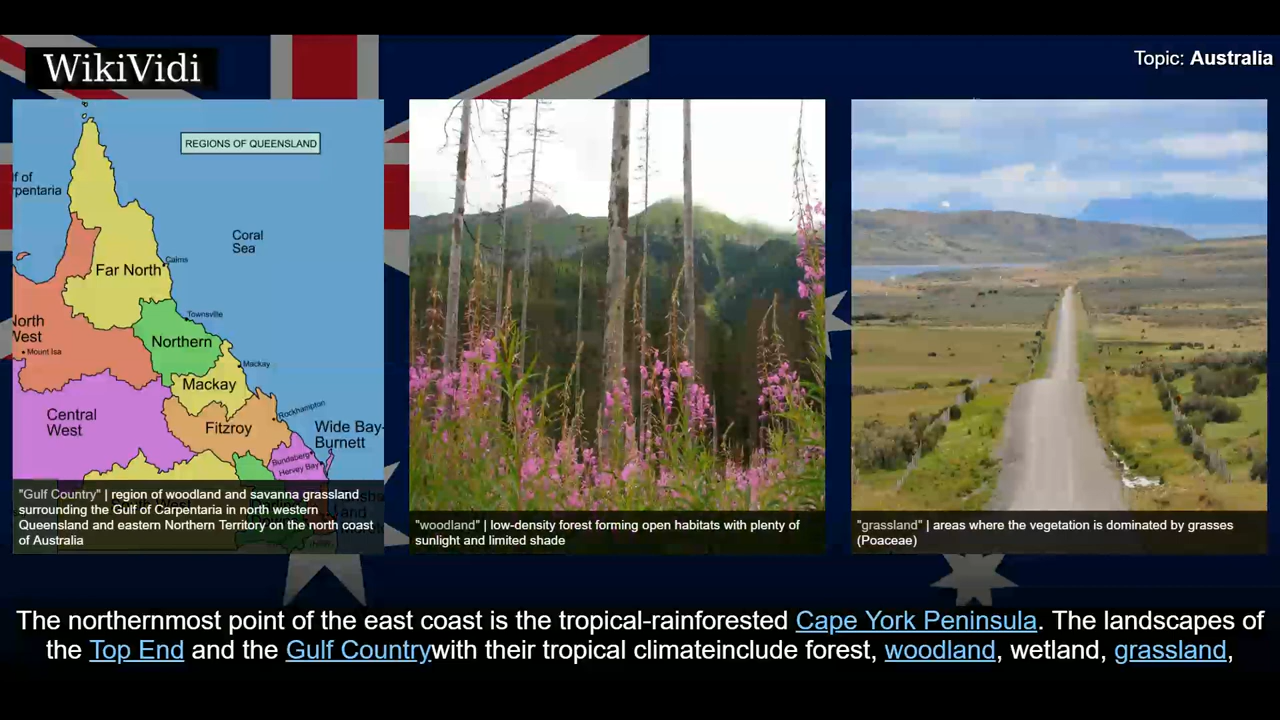 WikiVidi
Topic: Australia
REGIONS OF QUEENSLAND
Coral
Sea
Cairns
Far North
Townsville
Mount Isa
Northern
Mackay
Mackay
Rockhampton
Central
West
Fitzroy
Wide Bay-
Burnett
Bundaberg
Hervey Bay
"Gulf Country" | region of woodland and savanna grassland
surrounding the Gulf of Carpentaria in north western
Queensland and eastern Northern Territory on the north coast
of Australia
"woodland" | low-density forest forming open habitats with plenty of
sunlight and limited shade
"grassland" | areas where the vegetation is dominated by grasses
(Poaceae)
The northernmost point of the east coast is the tropical-rainforested Cape York Peninsula. The landscapes of
the Top End and the Gulf Countrywith their tropical climateinclude forest, woodland, wetland, grassland,